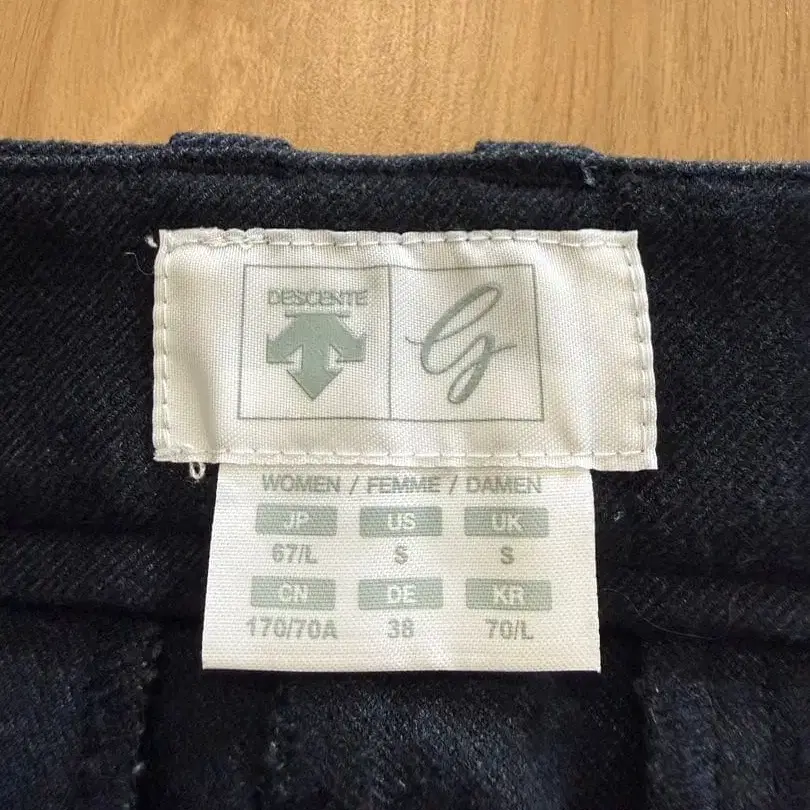 DESCENTE
G
WOMEN / FEMME / DAMEN
JP US UK
67/L S S
CN DE KR
170/70A 38 70/L